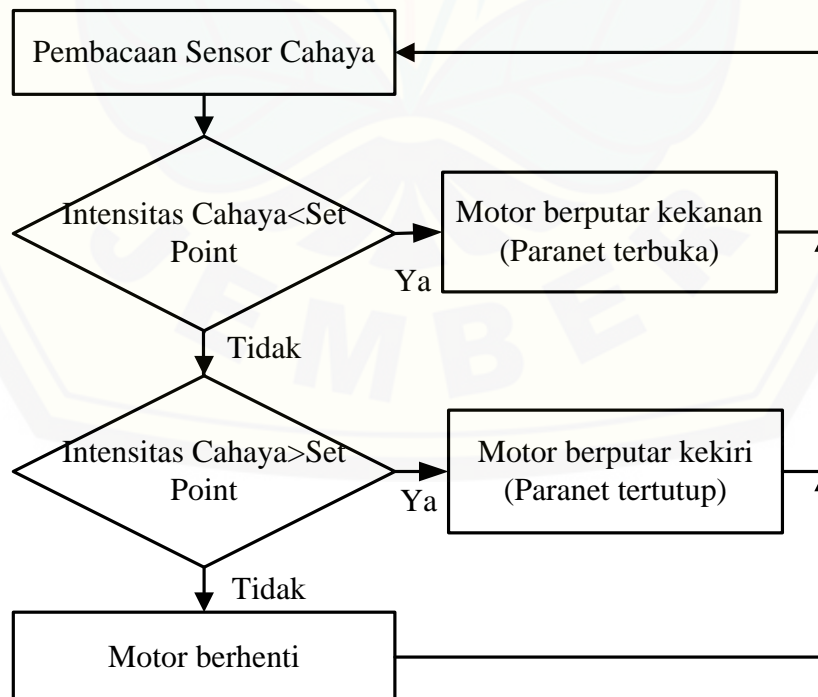 Pembacaan Sensor Cahaya
Intensitas Cahaya<Set
Point
Ya
Motor berputar kekanan
(Paranet terbuka)
Tidak
Intensitas Cahaya>Set
Point
Ya
Motor berputar kekiri
(Paranet tertutup)
Tidak
Motor berhenti
JEMBER